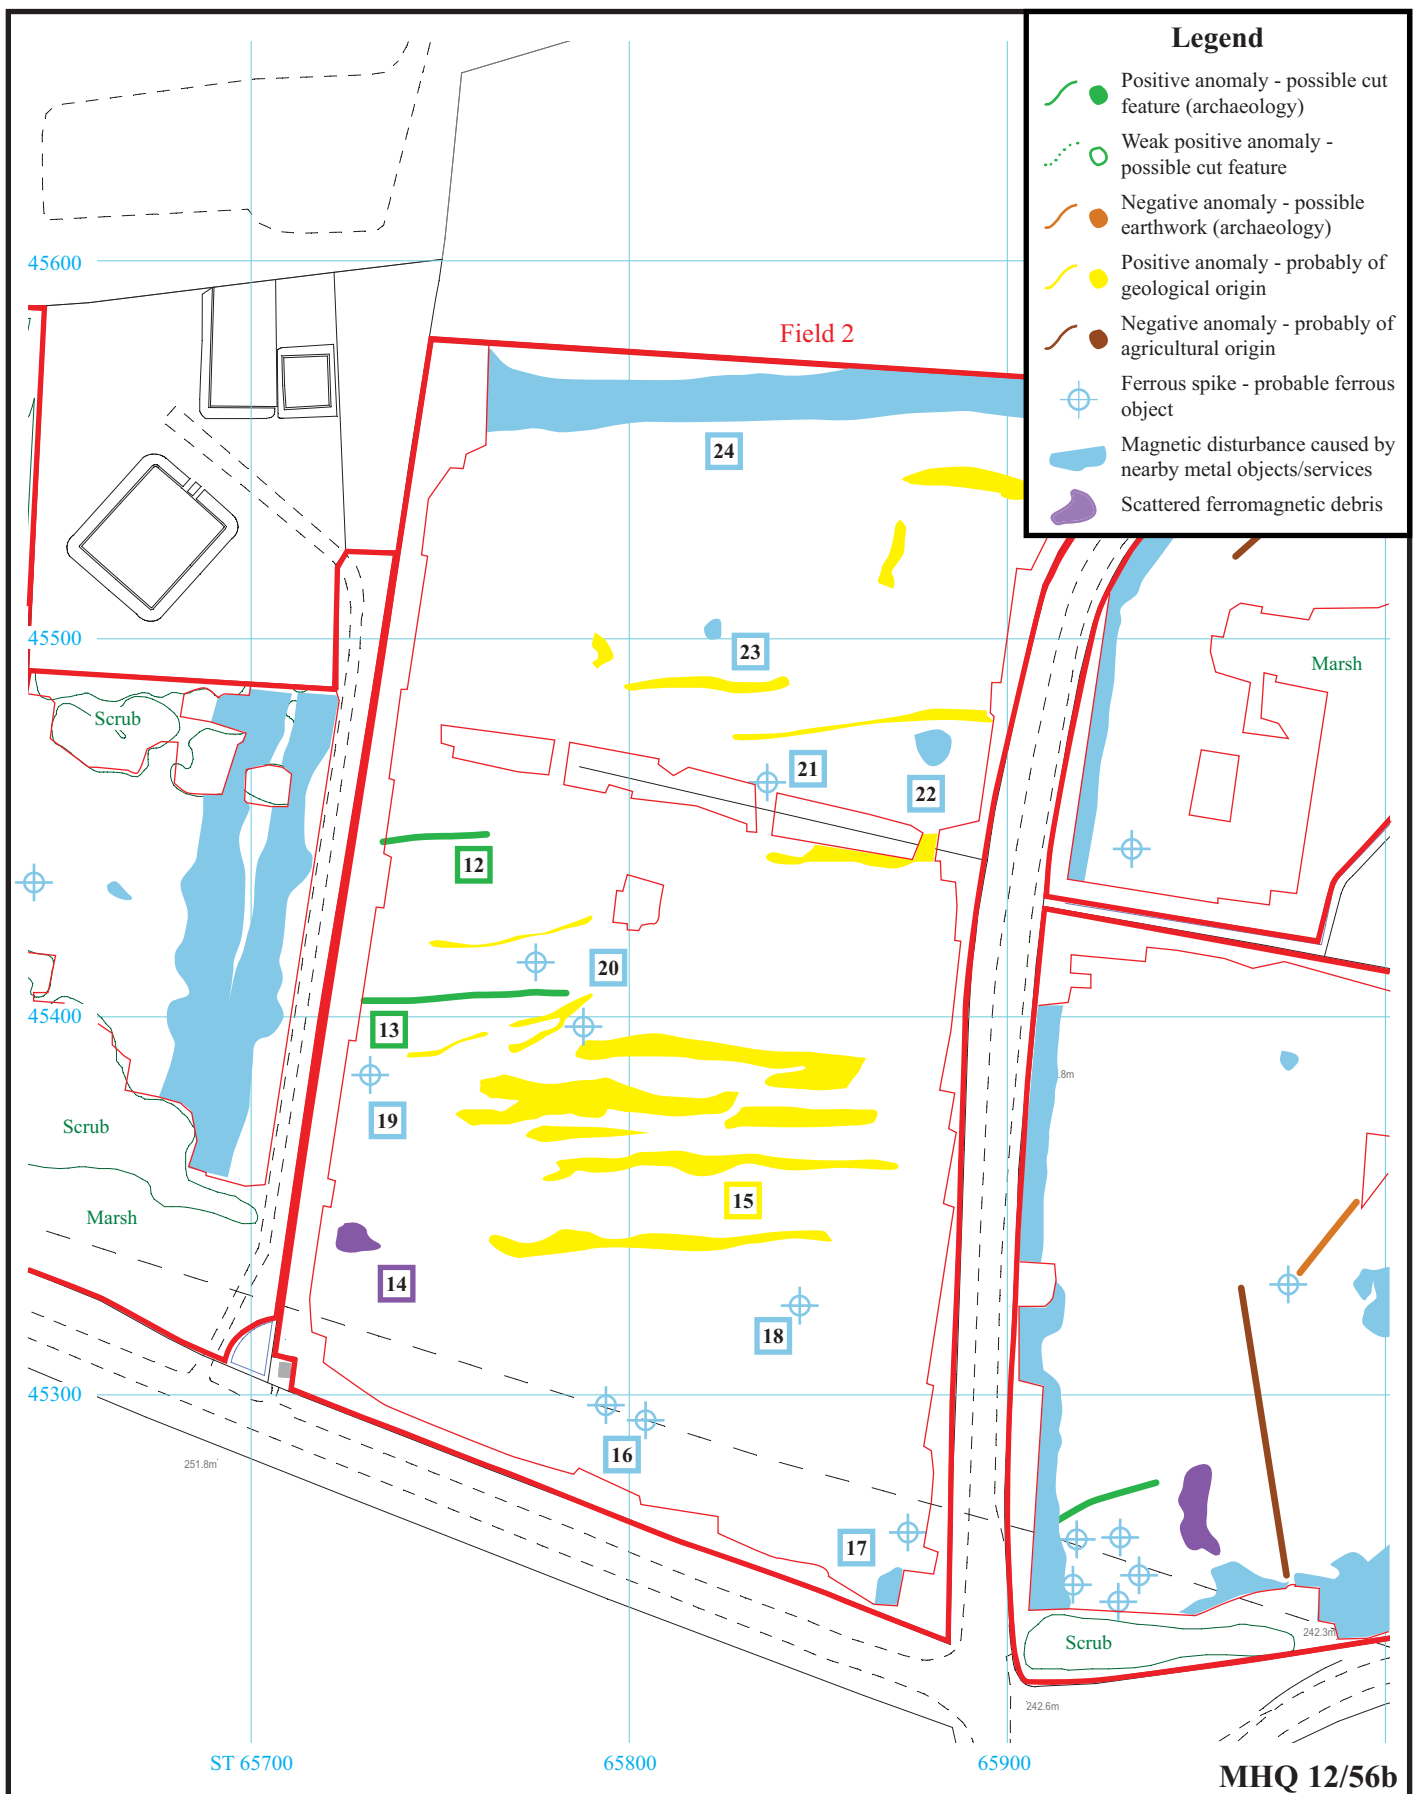 Legend
Positive anomaly - possible cut
feature (archaeology)
Weak positive anomaly -
possible cut feature
Negative anomaly - possible
earthwork (archaeology)
Positive anomaly - probably of
geological origin
Negative anomaly - probably of
agricultural origin
Ferrous spike - probable ferrous
object
Magnetic disturbance caused by
nearby metal objects/services
Scattered ferromagnetic debris
45600
Field 2
24
45500
23
Marsh
Scrub
21
22
12
20
45400
13
.8m
19
Scrub
15
Marsh
14
18
45300
16
251.8m
17
242.3m
Scrub
242.6m
ST 65700
65800
65900
MHQ 12/56b